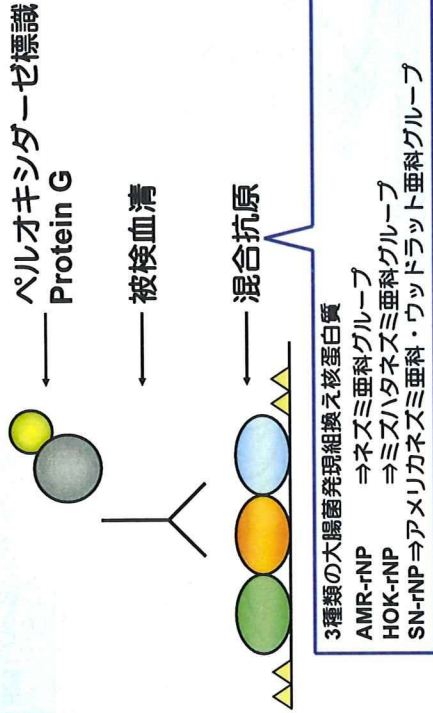 ペルオキシダーゼ標識
Protein G
被検血清
混合抗原
3種類の大腸菌発現組換え核蛋白質
AMR-rNP ⇒ネズミ亜科グループ
HOK-rNP ⇒ミズハタネズミ亜科グループ
SN-rNP⇒アメリカネズミ亜科・ウッドラット亜科グループ